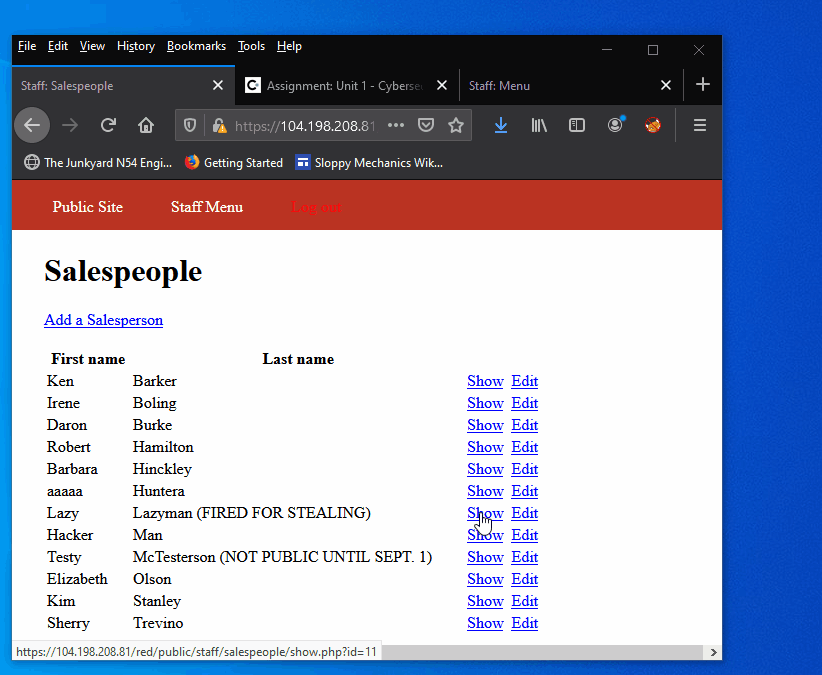 File Edit View History Bookmarks Tools Help
Staff: Salespeople Assignment: Unit 1 - Cyberse Staff: Menu
https://104.198.208.81
The Junkyard N54 Engi... Getting Started Sloppy Mechanics Wik...
Public Site Staff Menu Log out
Salespeople
Add a Salesperson
First name Last name
Ken Barker Show Edit
Irene Boling Show Edit
Daron Burke Show Edit
Robert Hamilton Show Edit
Barbara Hinckley Show Edit
aaaaa Huntera Show Edit
Lazy Lazyman (FIRED FOR STEALING) Show Edit
Hacker Man Show Edit
Testy McTesterson (NOT PUBLIC UNTIL SEPT. 1) Show Edit
Elizabeth Olson Show Edit
Kim Stanley Show Edit
Sherry Trevino Show Edit
https://104.198.208.81/red/public/staff/salespeople/show.php?id=11